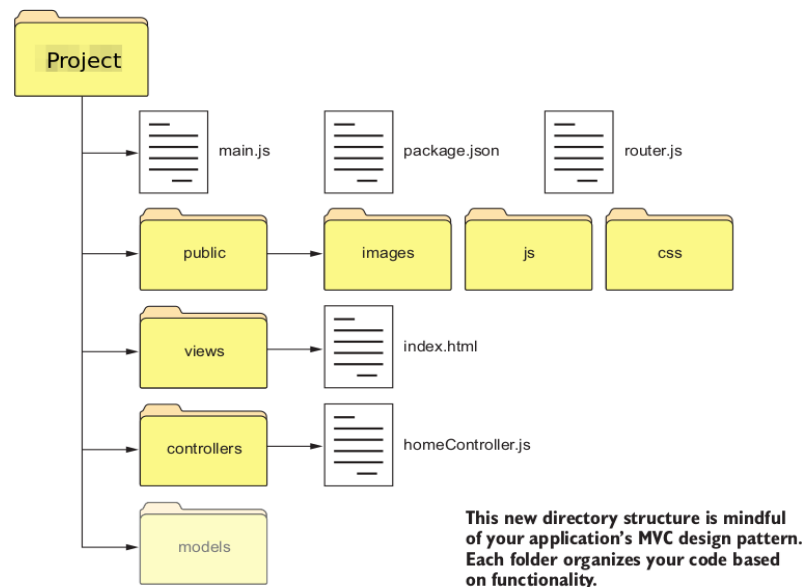 Project
main.js
package.json
router.js
public
images
js
css
views
index.html
controllers
homeController.js
models
This new directory structure is mindful
of your application’s MVC design pattern.
Each folder organizes your code based
on functionality.